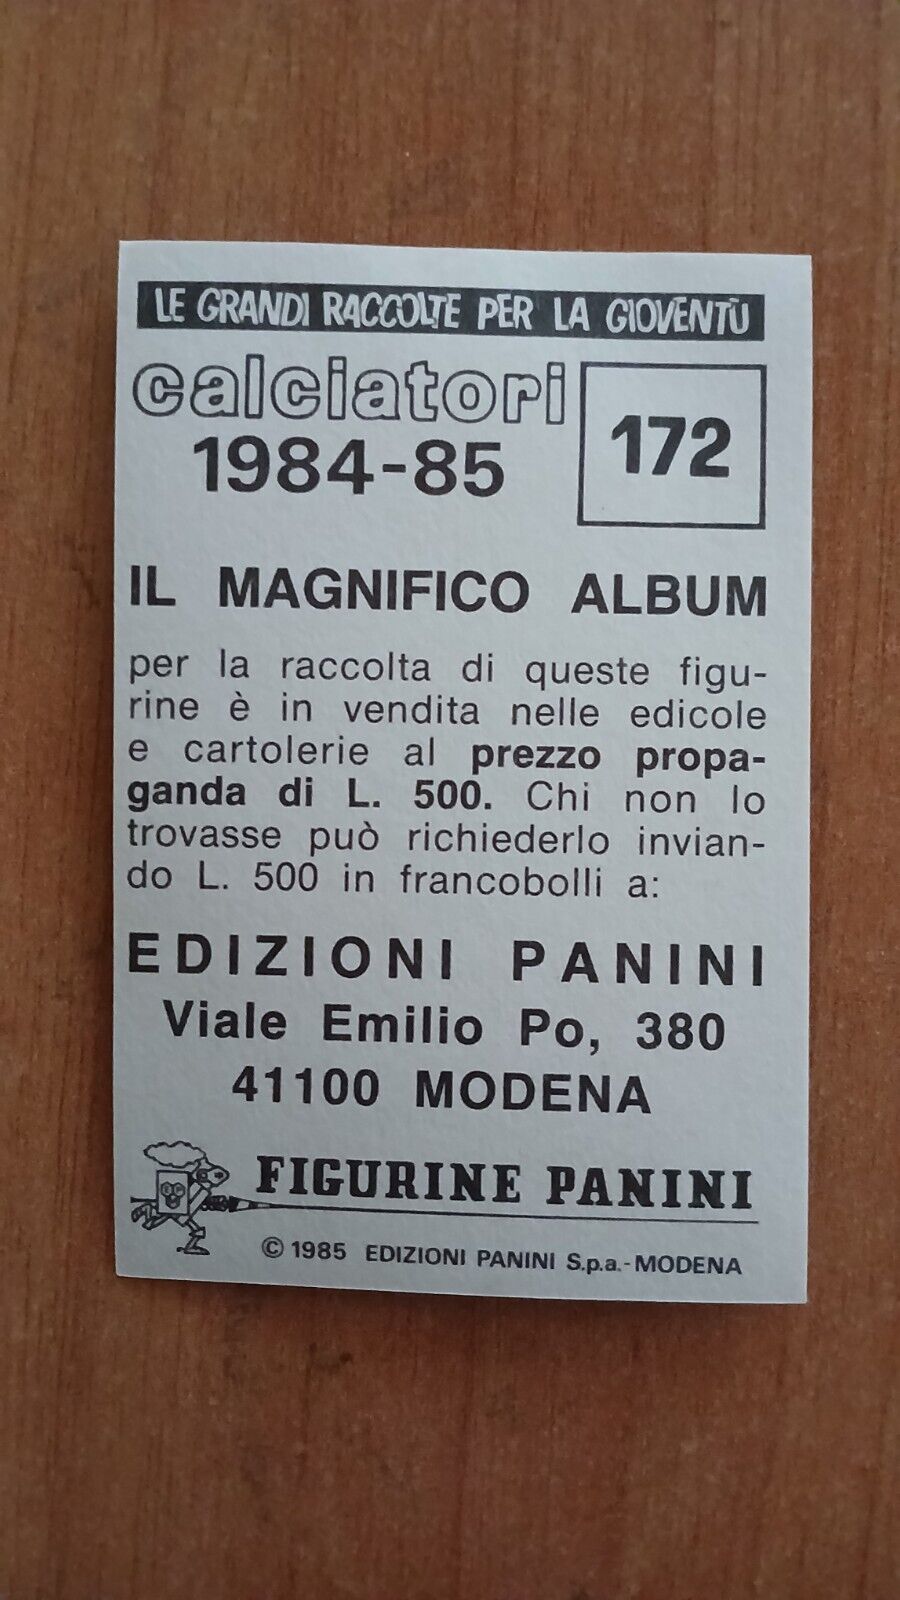 LE GRANDI RACCOLTE PER LA GIOVENTÙ
calciatori
1984-85
172
IL MAGNIFICO ALBUM
per la raccolta di queste figu-
rine è in vendita nelle edicole
e cartolerie al prezzo propa-
ganda di L. 500. Chi non lo
trovasse può richiederlo invian-
do L. 500 in francobolli a:
EDIZIONI PANINI
Viale Emilio Po, 380
41100 MODENA
FIGURINE PANINI
© 1985 EDIZIONI PANINI S.p.a.-MODENA